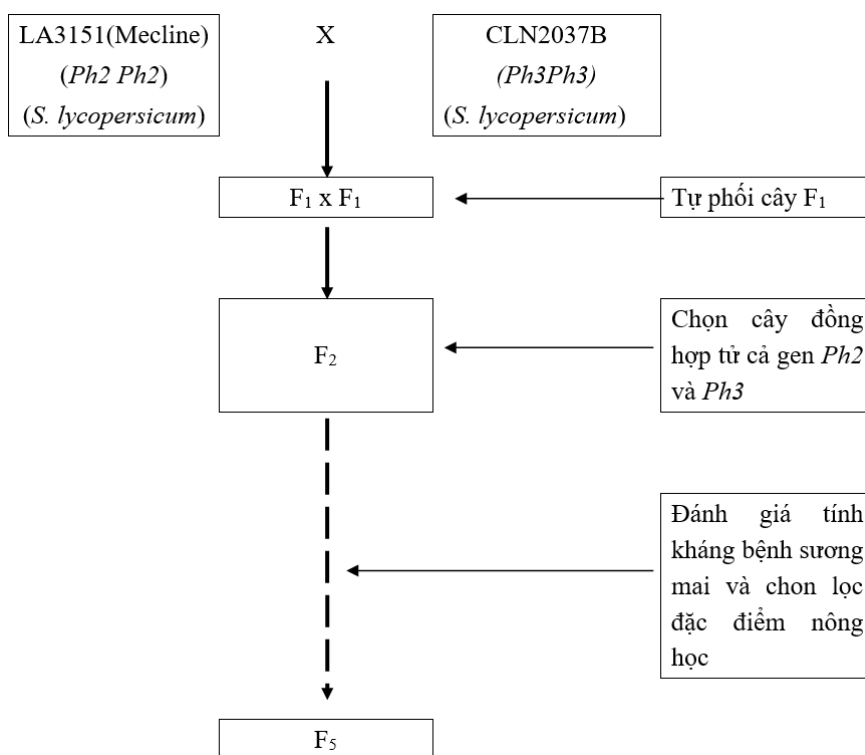 LA3151(Mecline)
(Ph2 Ph2)
(S. lycopersicum)
X
CLN2037B
(Ph3Ph3)
(S. lycopersicum)
F₁ x F₁
Tự phối cây F₁
F₂
Chọn cây đồng
hợp tử cả gen Ph2
và Ph3
Đánh giá tính
kháng bệnh sương
mai và chon lọc
đặc điểm nông
học
F₅